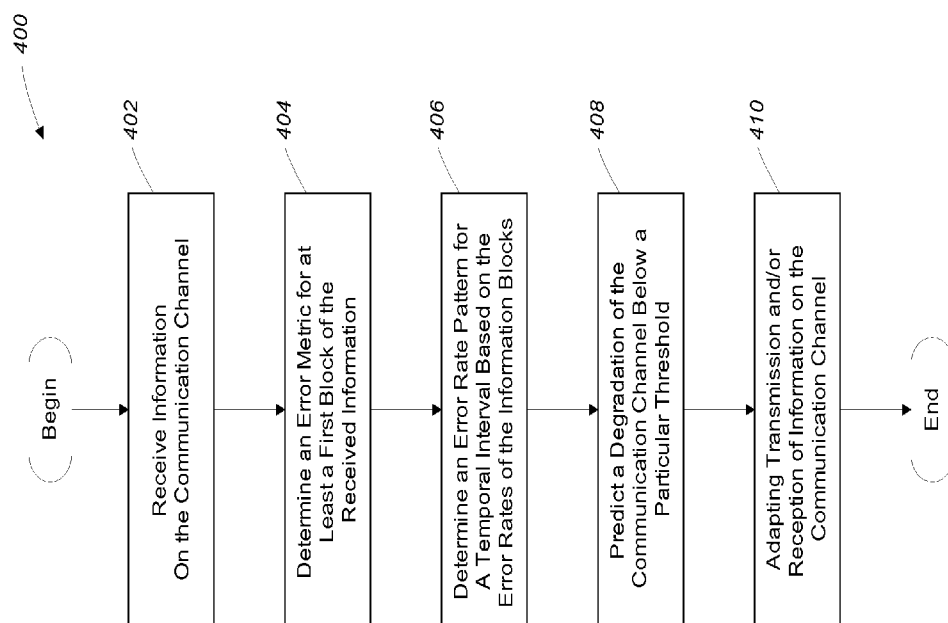 400
Begin
402
Receive Information
On the Communication Channel
404
Determine an Error Metric for at
Least a First Block of the
Received Information
406
Determine an Error Rate Pattern for
A Temporal Interval Based on the
Error Rates of the Information Blocks
408
Predict a Degradation of the
Communication Channel Below a
Particular Threshold
410
Adapting Transmission and/or
Reception of Information on the
Communication Channel
End